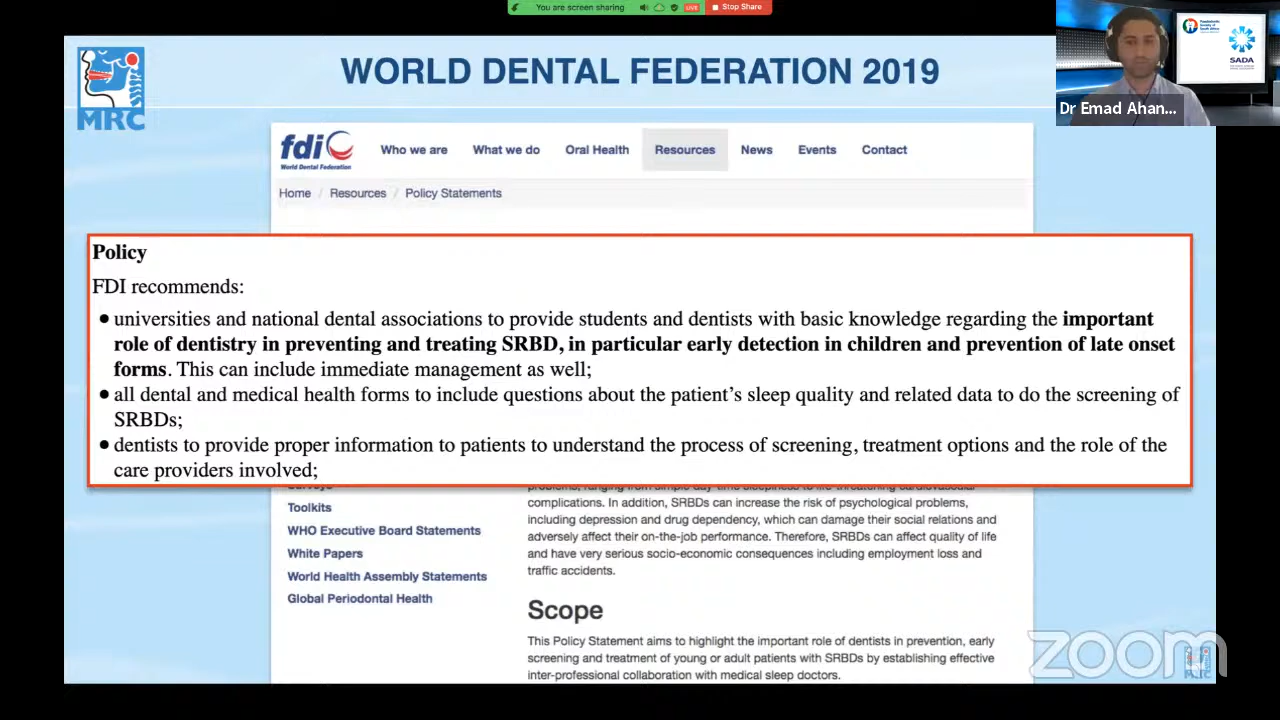 You are screen sharing
LIVE
Stop Share
SADA
Dr Emad Ahan...
MRC
WORLD DENTAL FEDERATION 2019
fdi
World Dental Federation
Who we are
What we do
Oral Health
Resources
News
Events
Contact
Home / Resources / Policy Statements
Policy
FDI recommends:
● universities and national dental associations to provide students and dentists with basic knowledge regarding the important
role of dentistry in preventing and treating SRBD, in particular early detection in children and prevention of late onset
forms. This can include immediate management as well;
● all dental and medical health forms to include questions about the patient's sleep quality and related data to do the screening of
SRBDs;
● dentists to provide proper information to patients to understand the process of screening, treatment options and the role of the
care providers involved;
Toolkits
WHO Executive Board Statements
White Papers
World Health Assembly Statements
Global Periodontal Health
complications. In addition, SRBDs can increase the risk of psychological problems,
including depression and drug dependency, which can damage their social relations and
adversely affect their on-the-job performance. Therefore, SRBDs can affect quality of life
and have very serious socio-economic consequences including employment loss and
traffic accidents.
Scope
This Policy Statement aims to highlight the important role of dentists in prevention, early
screening and treatment of young or adult patients with SRBDs by establishing effective
inter-professional collaboration with medical sleep doctors.
zoom
MRC